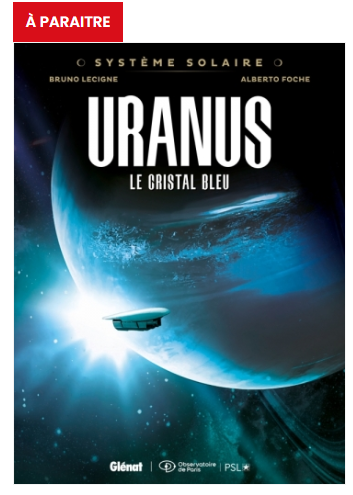 À PARAITRE
SYSTÈME SOLAIRE
BRUNO LECIGNE ALBERTO FOCHE
URANUS
LE CRISTAL BLEU
Glénat Observatoire de Paris PSL